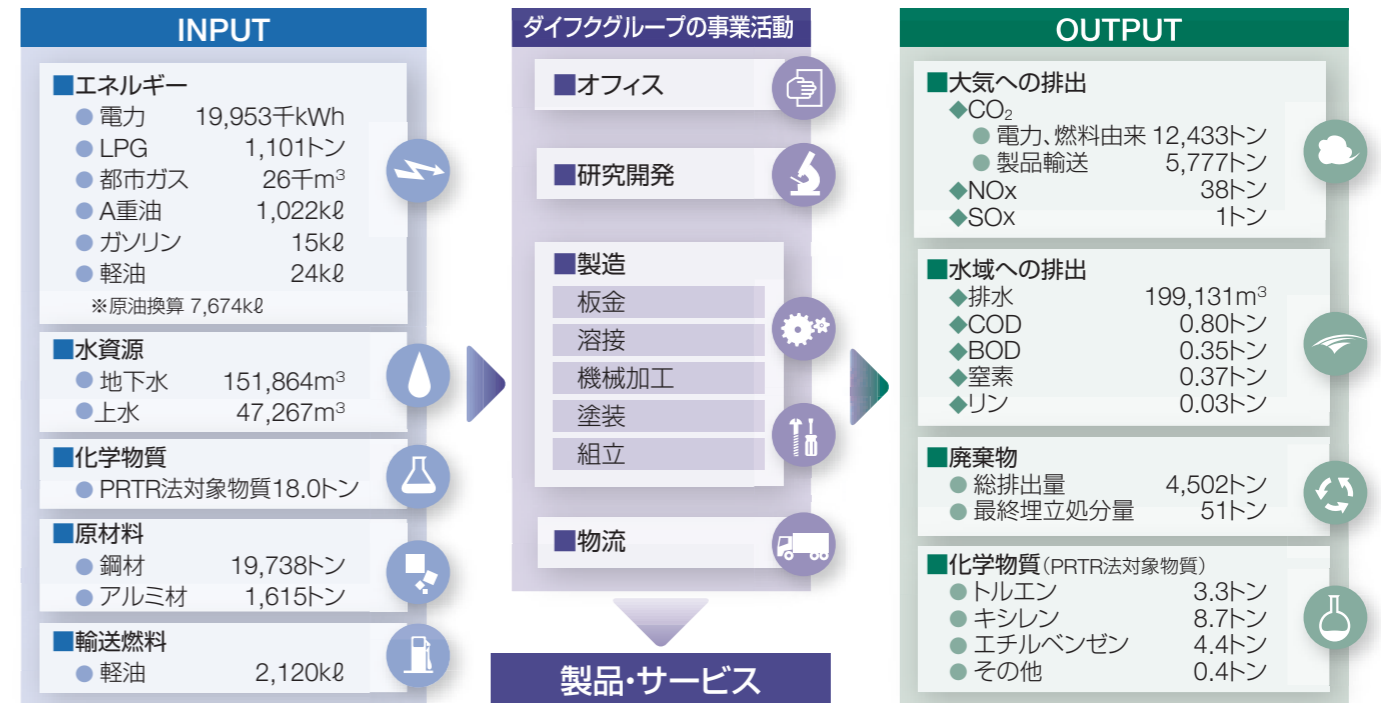 INPUT
■エネルギー
●電力 19,953千kWh
●LPG 1,101トン
●都市ガス 26千m³
●A重油 1,022kℓ
●ガソリン 15kℓ
●軽油 24kℓ
※原油換算 7,674kℓ
■水資源
●地下水 151,864m³
●上水 47,267m³
■化学物質
●PRTR法対象物質18.0トン
■原材料
●鋼材 19,738トン
●アルミ材 1,615トン
■輸送燃料
●軽油 2,120kℓ
ダイフクグループの事業活動
■オフィス
■研究開発
■製造
板金
溶接
機械加工
塗装
組立
■物流
製品・サービス
OUTPUT
■大気への排出
◆CO₂
●電力、燃料由来 12,433トン
●製品輸送 5,777トン
◆NOx 38トン
◆SOx 1トン
■水域への排出
◆排水 199,131m³
◆COD 0.80トン
◆BOD 0.35トン
◆窒素 0.37トン
◆リン 0.03トン
■廃棄物
●総排出量 4,502トン
●最終埋立処分量 51トン
■化学物質(PRTR法対象物質)
●トルエン 3.3トン
●キシレン 8.7トン
●エチルベンゼン 4.4トン
●その他 0.4トン